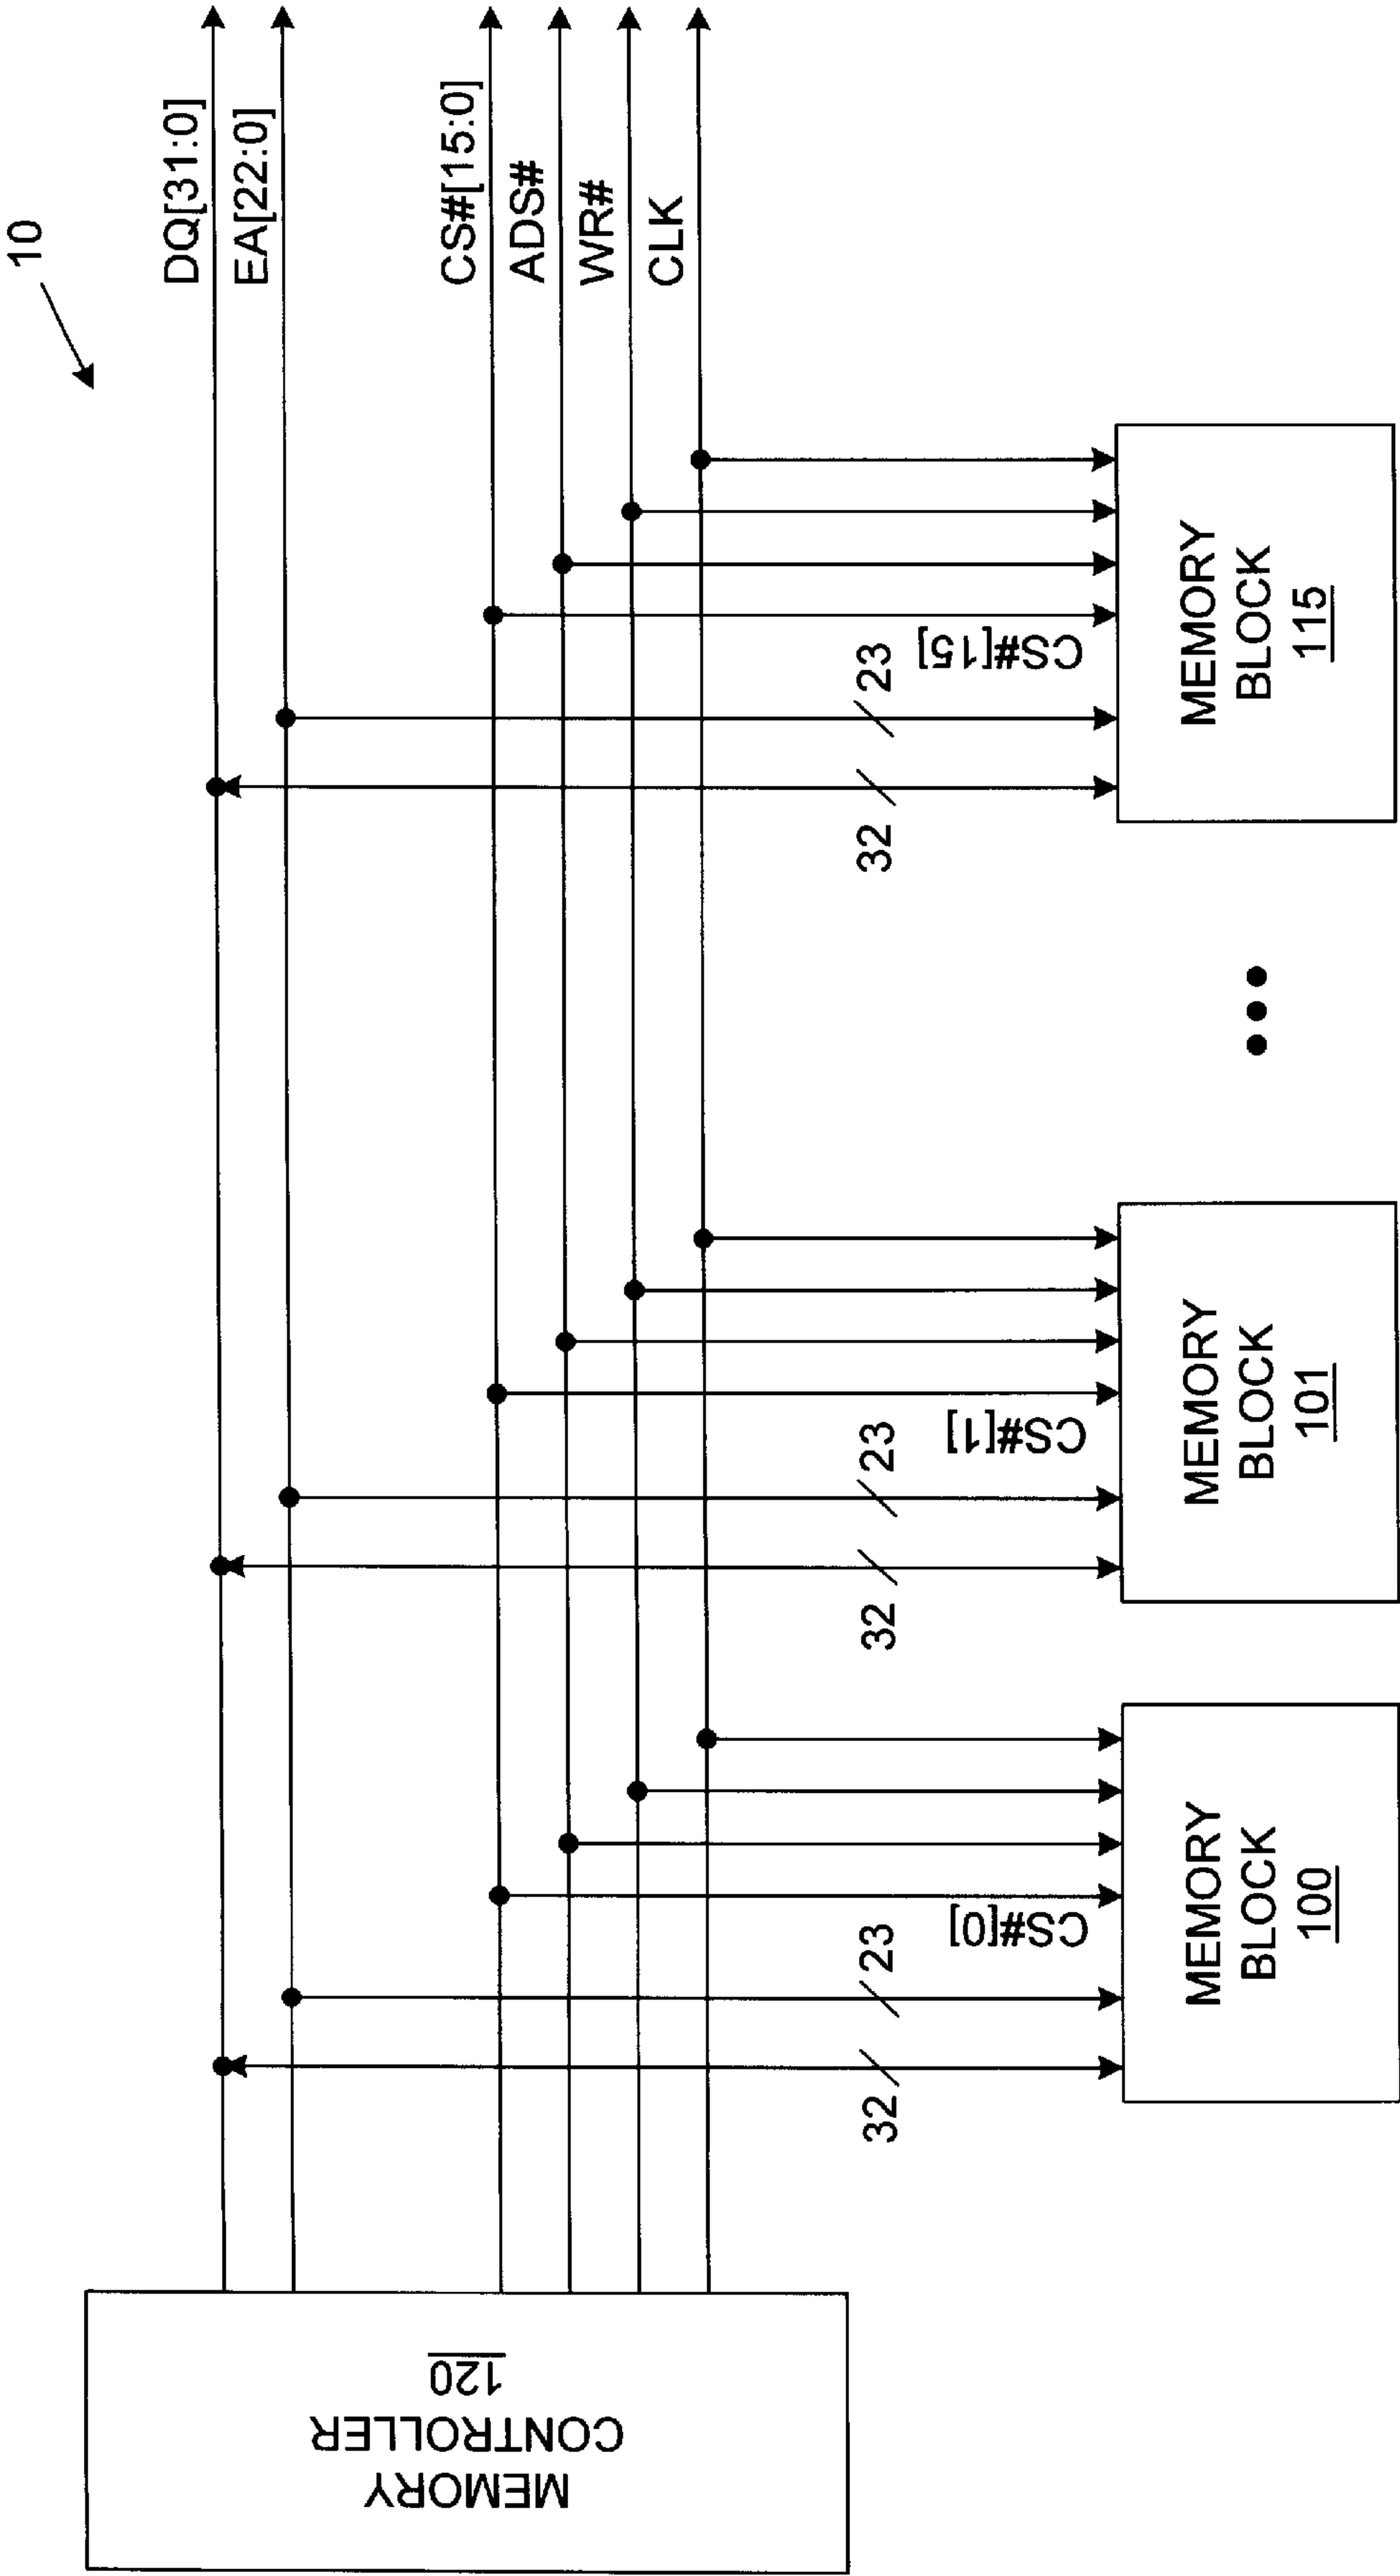 10
DQ[31:0]
EA[22:0]
CS#[15:0]
ADS#
WR#
CLK
MEMORY
CONTROLLER
120
32
23
CS#[0]
32
23
CS#[1]
32
23
CS#[15]
MEMORY
BLOCK
100
MEMORY
BLOCK
101
MEMORY
BLOCK
115